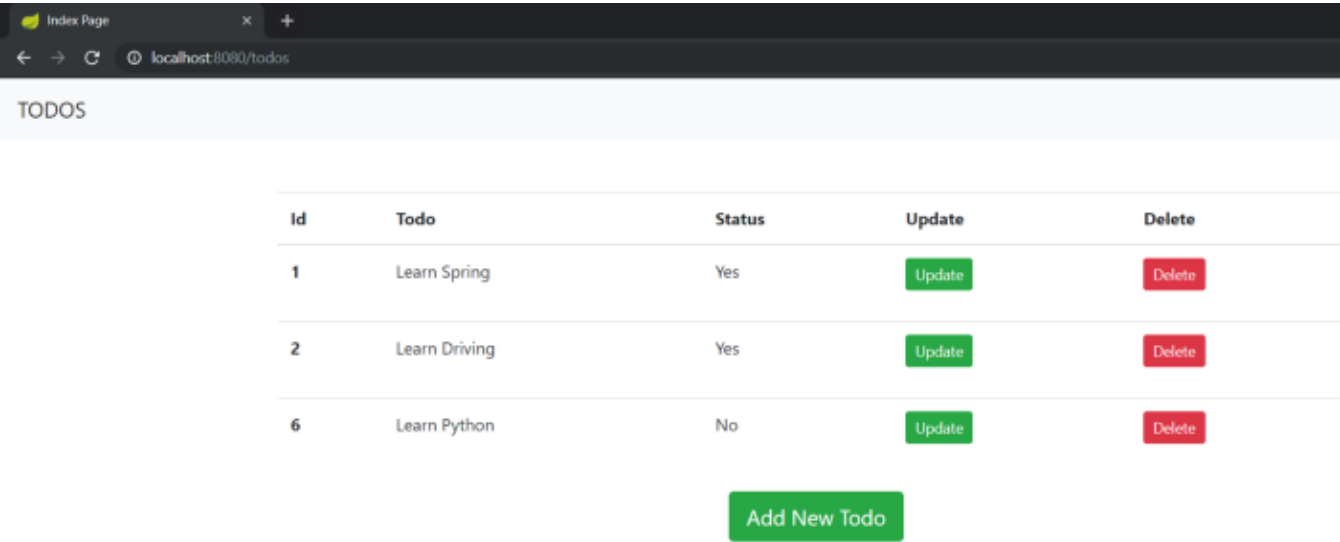 Index Page
localhost:8080/todos
TODOS
Id Todo Status Update Delete
1 Learn Spring Yes Update Delete
2 Learn Driving Yes Update Delete
6 Learn Python No Update Delete
Add New Todo